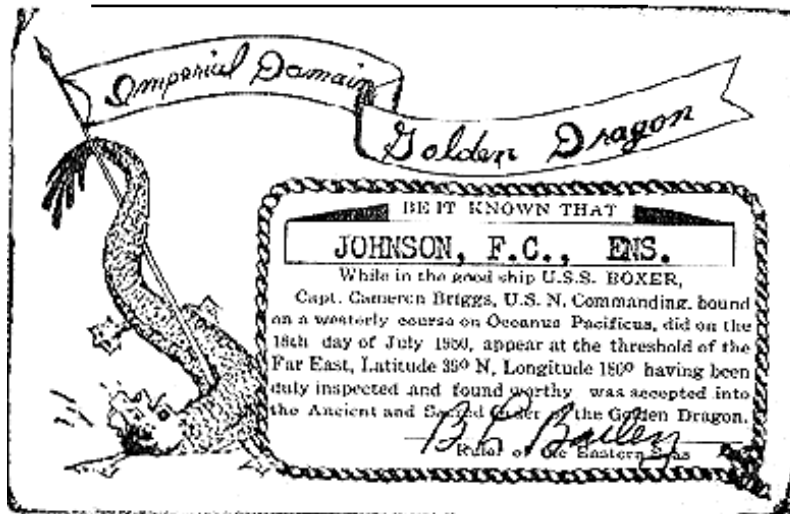 Imperial Domain
Golden Dragon
BE IT KNOWN THAT
JOHNSON, F.C., ENS.
While in the good ship U.S.S. BOXER,
Capt. Cameron Briggs, U.S. N. Commanding, bound
on a westerly course on Oceanus Pacificus, did on the
18th day of July 1950, appear at the threshold of the
Far East, Latitude 35º N, Longitude 180º having been
duly inspected and found worthy was accepted into
the Ancient and Sacred Order of the Golden Dragon.
B C Bailey
Ruler of the Eastern Seas